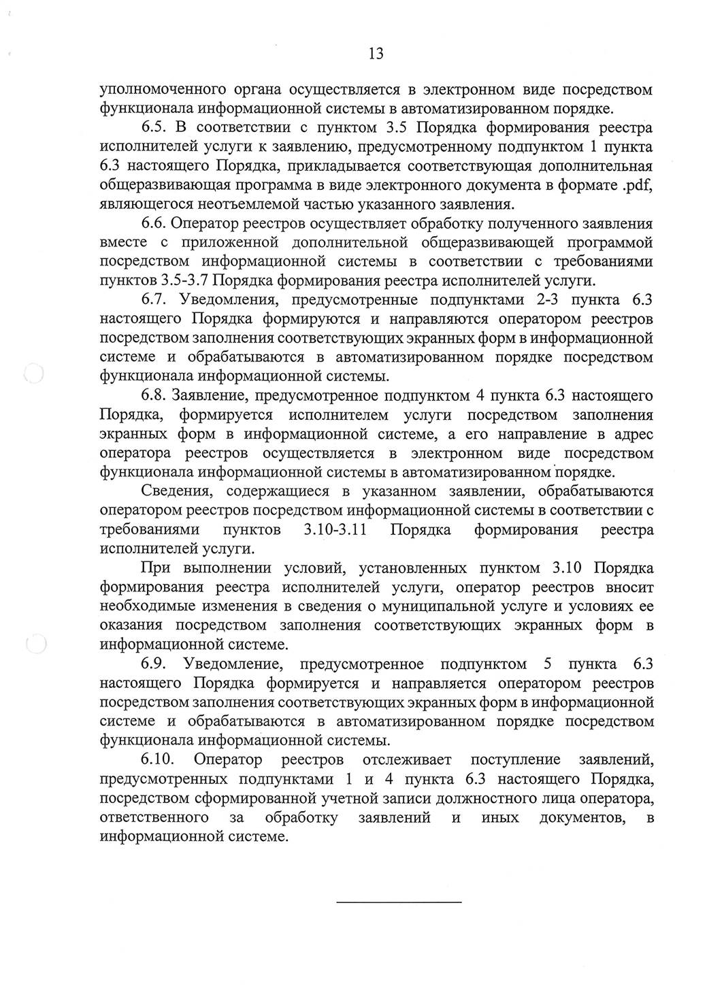 13
уполномоченного органа осуществляется в электронном виде посредством
функционала информационной системы в автоматизированном порядке.
6.5. В соответствии с пунктом 3.5 Порядка формирования реестра
исполнителей услуги к заявлению, предусмотренному подпунктом 1 пункта
6.3 настоящего Порядка, прикладывается соответствующая дополнительная
общеразвивающая программа в виде электронного документа в формате .pdf,
являющегося неотъемлемой частью указанного заявления.
6.6. Оператор реестров осуществляет обработку полученного заявления
вместе с приложенной дополнительной общеразвивающей программой
посредством информационной системы в соответствии с требованиями
пунктов 3.5-3.7 Порядка формирования реестра исполнителей услуги.
6.7. Уведомления, предусмотренные подпунктами 2-3 пункта 6.3
настоящего Порядка формируются и направляются оператором реестров
посредством заполнения соответствующих экранных форм в информационной
системе и обрабатываются в автоматизированном порядке посредством
функционала информационной системы.
6.8. Заявление, предусмотренное подпунктом 4 пункта 6.3 настоящего
Порядка, формируется исполнителем услуги посредством заполнения
экранных форм в информационной системе, а его направление в адрес
оператора реестров осуществляется в электронном виде посредством
функционала информационной системы в автоматизированном порядке.
Сведения, содержащиеся в указанном заявлении, обрабатываются
оператором реестров посредством информационной системы в соответствии с
требованиями пунктов 3.10-3.11 Порядка формирования реестра
исполнителей услуги.
При выполнении условий, установленных пунктом 3.10 Порядка
формирования реестра исполнителей услуги, оператор реестров вносит
необходимые изменения в сведения о муниципальной услуге и условиях ее
оказания посредством заполнения соответствующих экранных форм в
информационной системе.
6.9. Уведомление, предусмотренное подпунктом 5 пункта 6.3
настоящего Порядка формируется и направляется оператором реестров
посредством заполнения соответствующих экранных форм в информационной
системе и обрабатываются в автоматизированном порядке посредством
функционала информационной системы.
6.10. Оператор реестров отслеживает поступление заявлений,
предусмотренных подпунктами 1 и 4 пункта 6.3 настоящего Порядка,
посредством сформированной учетной записи должностного лица оператора,
ответственного за обработку заявлений и иных документов, в
информационной системе.